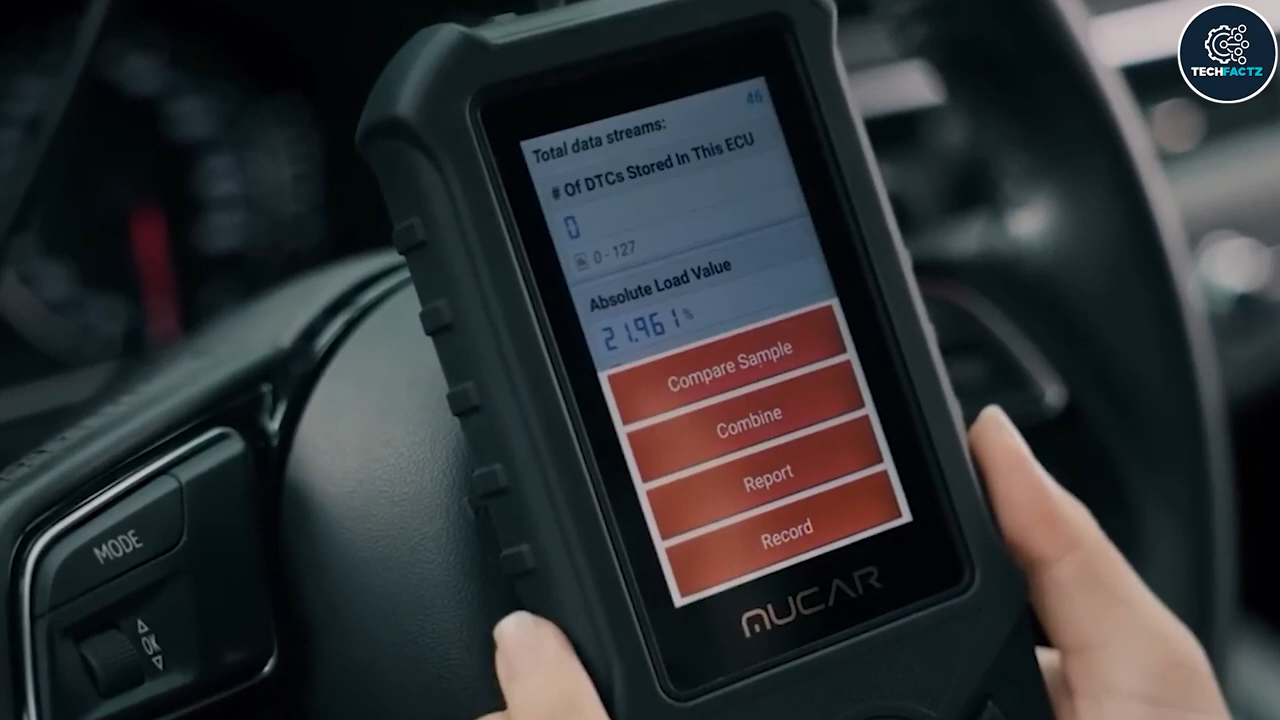 TECHFACTZ
46
Total data streams:
# Of DTCs Stored In This ECU
0
0 - 127
Absolute Load Value
21.961 %
Compare Sample
Combine
Report
Record
MUCAR
MODE
OK